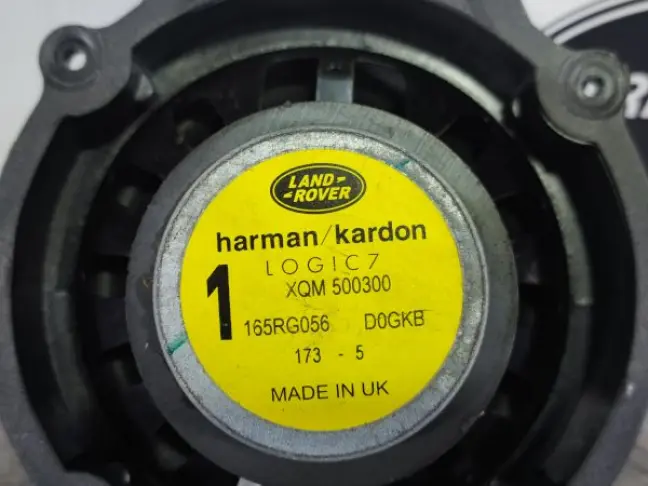 LAND-
-ROVER
harman/kardon
LOGIC7
1
XQM 500300
165RG056 D0GKB
173 - 5
MADE IN UK